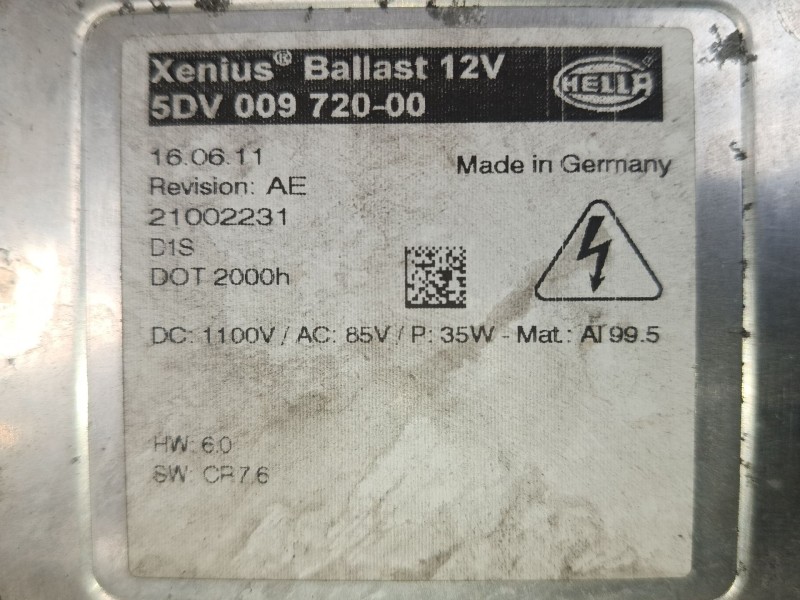 Xenius® Ballast 12V
5DV 009 720-00
HELLA
16.06.11
Made in Germany
Revision: AE
21002231
D1S
DOT 2000h
DC: 1100V / AC: 85V / P: 35W - Mat.: Al 99.5
HW: 6.0
SW: CR7.6